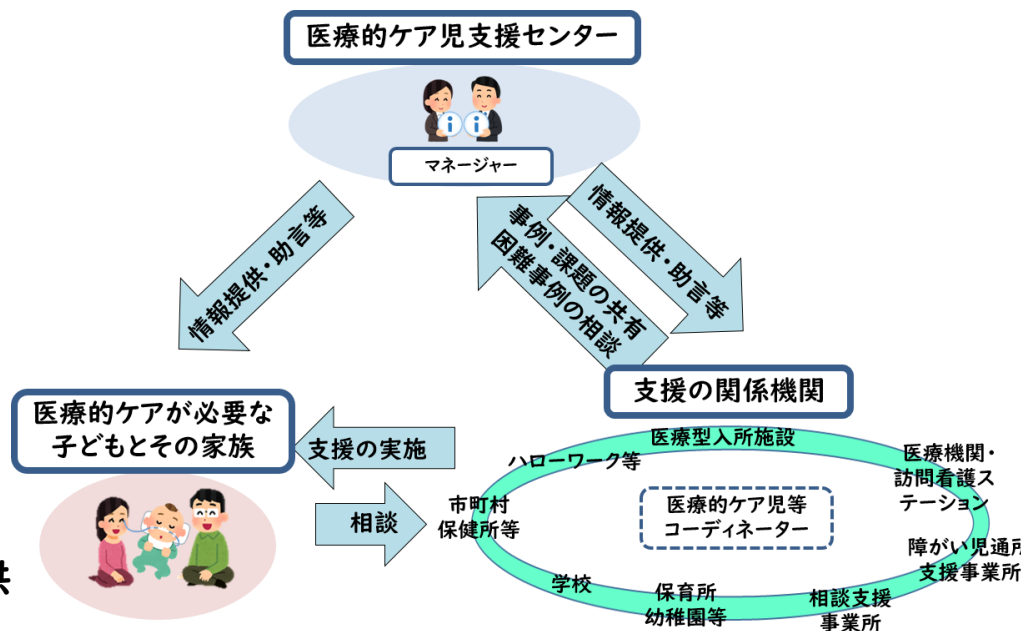 医療的ケア児支援センター
マネージャー
情報提供・助言等
事例・課題の共有
困難事例の相談
情報提供・助言等
医療的ケアが必要な
子どもとその家族
支援の実施
相談
支援の関係機関
医療型入所施設
ハローワーク等
医療機関・
訪問看護ス
テーション
市町村
保健所等
医療的ケア児等
コーディネーター
障がい児通所
支援事業所
学校
保育所
幼稚園等
相談支援
事業所
供